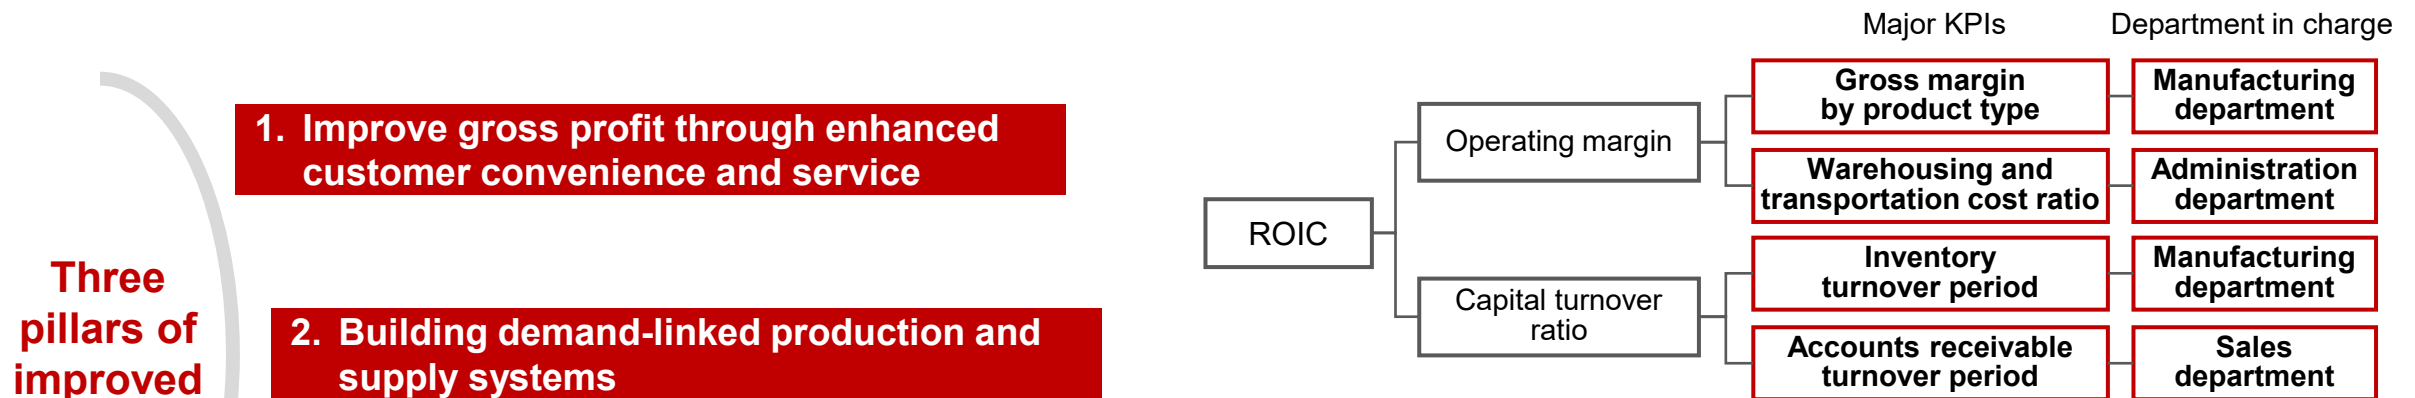 Three
pillars of
improved
1. Improve gross profit through enhanced
customer convenience and service
2. Building demand-linked production and
supply systems
Major KPIs
Department in charge
ROIC
Operating margin
Gross margin
by product type
Manufacturing
department
Warehousing and
transportation cost ratio
Administration
department
Capital turnover
ratio
Inventory
turnover period
Manufacturing
department
Accounts receivable
turnover period
Sales
department